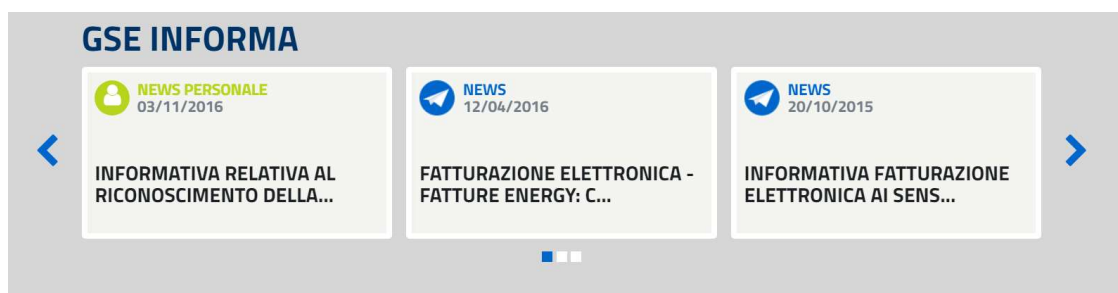 GSE INFORMA
NEWS PERSONALE
03/11/2016
INFORMATIVA RELATIVA AL
RICONOSCIMENTO DELLA...
NEWS
12/04/2016
FATTURAZIONE ELETTRONICA -
FATTURE ENERGY: C...
NEWS
20/10/2015
INFORMATIVA FATTURAZIONE
ELETTRONICA AI SENS...